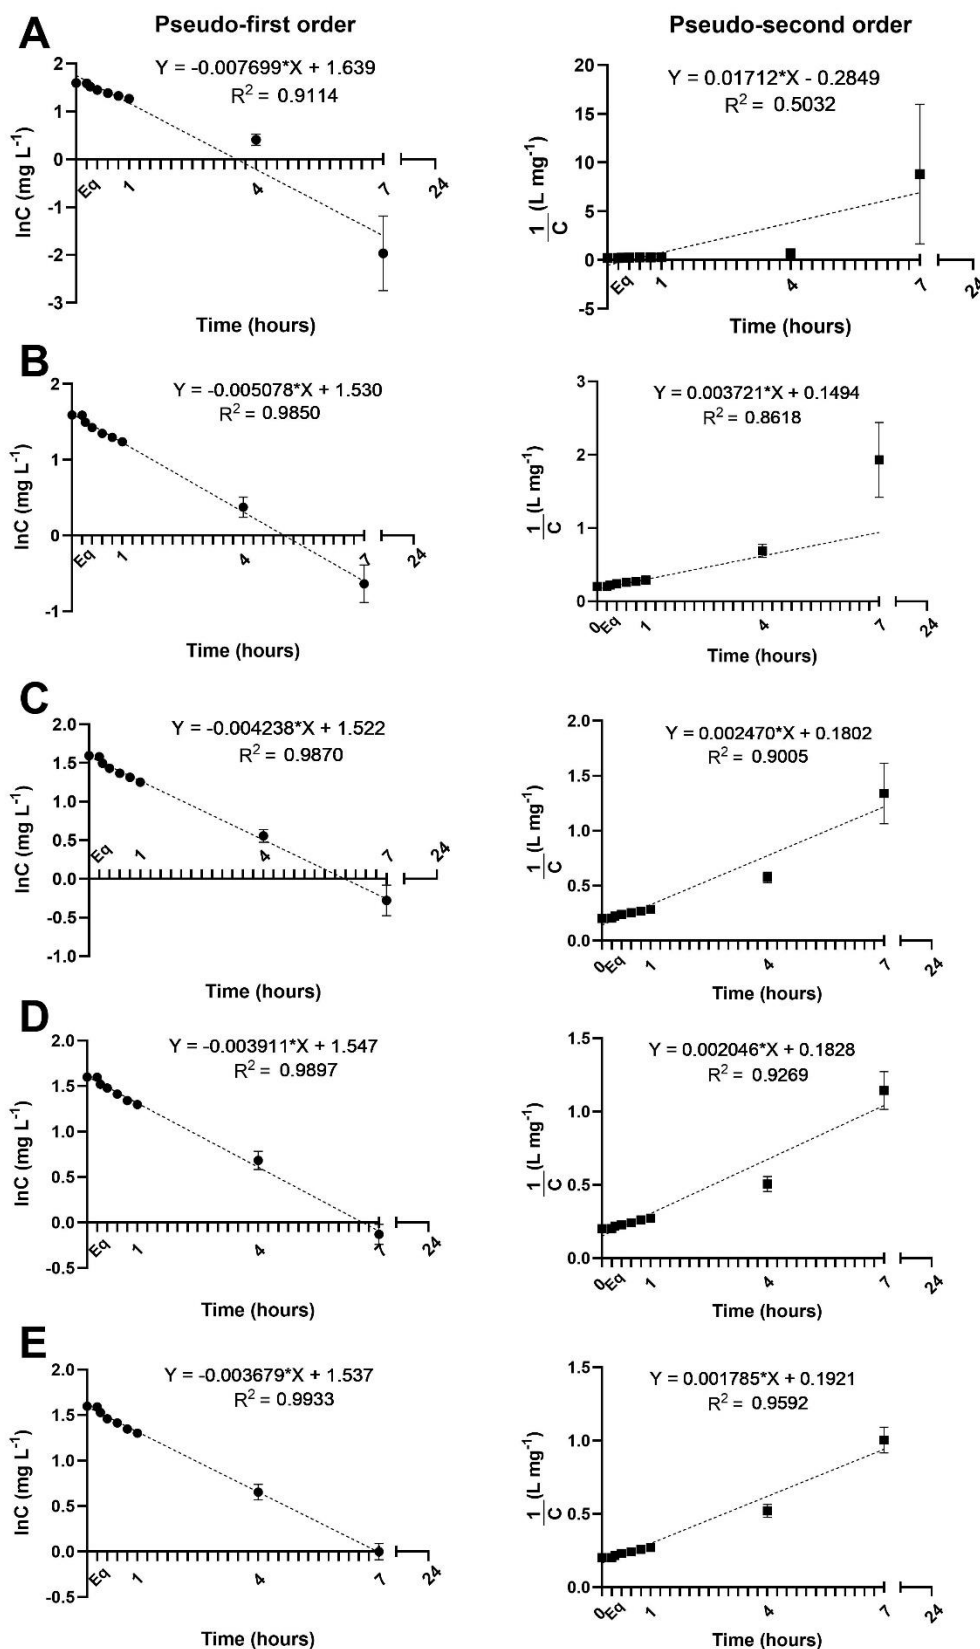 Pseudo-first order
Pseudo-second order
A
Y = -0.007699*X + 1.639
R² = 0.9114
lnC (mg L⁻¹)
2
1
0
-1
-2
-3
Eq
1
4
7
24
Time (hours)
Y = 0.01712*X - 0.2849
R² = 0.5032
1/C (L mg⁻¹)
20
15
10
5
0
-5
Eq
1
4
7
24
Time (hours)
B
Y = -0.005078*X + 1.530
R² = 0.9850
lnC (mg L⁻¹)
2
1
0
-1
Eq
1
4
7
24
Time (hours)
Y = 0.003721*X + 0.1494
R² = 0.8618
1/C (L mg⁻¹)
3
2
1
0
0
Eq
1
4
7
24
Time (hours)
C
Y = -0.004238*X + 1.522
R² = 0.9870
lnC (mg L⁻¹)
2.0
1.5
1.0
0.5
0.0
-0.5
-1.0
Eq
1
4
7
24
Time (hours)
Y = 0.002470*X + 0.1802
R² = 0.9005
1/C (L mg⁻¹)
2.0
1.5
1.0
0.5
0.0
0
Eq
1
4
7
24
Time (hours)
D
Y = -0.003911*X + 1.547
R² = 0.9897
lnC (mg L⁻¹)
2.0
1.5
1.0
0.5
0.0
-0.5
Eq
1
4
7
24
Time (hours)
Y = 0.002046*X + 0.1828
R² = 0.9269
1/C (L mg⁻¹)
1.5
1.0
0.5
0.0
0
Eq
1
4
7
24
Time (hours)
E
Y = -0.003679*X + 1.537
R² = 0.9933
lnC (mg L⁻¹)
2.0
1.5
1.0
0.5
0.0
-0.5
Eq
1
4
7
24
Time (hours)
Y = 0.001785*X + 0.1921
R² = 0.9592
1/C (L mg⁻¹)
1.5
1.0
0.5
0.0
0
Eq
1
4
7
24
Time (hours)